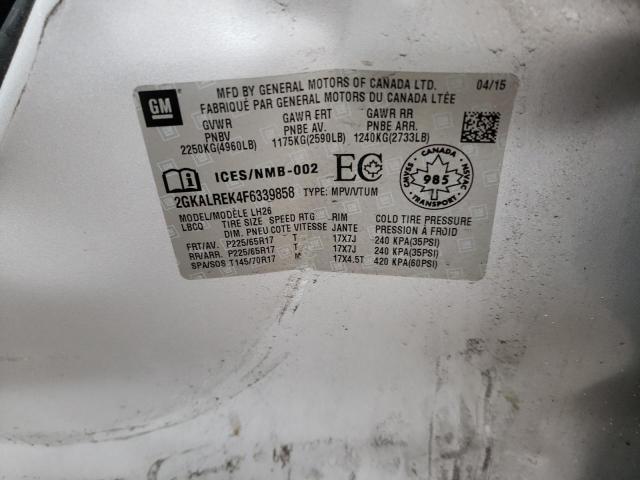 GM
MFD BY GENERAL MOTORS OF CANADA LTD. 04/15
FABRIQUÉ PAR GENERAL MOTORS DU CANADA LTÉE
GVWR GAWR FRT GAWR RR
PNBV PNBE AV. PNBE ARR.
2250KG(4960LB) 1175KG(2590LB) 1240KG(2733LB)
ICES/NMB-002 EC
CANADA
CMVSS 985 NSVAC
TRANSPORT
2GKALREK4F6339858 TYPE: MPV/VTUM
MODEL/MODÈLE LH26
LBCQ TIRE SIZE SPEED RTG RIM COLD TIRE PRESSURE
DIM. PNEU COTE VITESSE JANTE PRESSION À FROID
FRT/AV. P225/65R17 T 17X7J 240 KPA(35PSI)
RR/ARR. P225/65R17 T 17X7J 240 KPA(35PSI)
SPA/SOS T145/70R17 M 17X4.5T 420 KPA(60PSI)